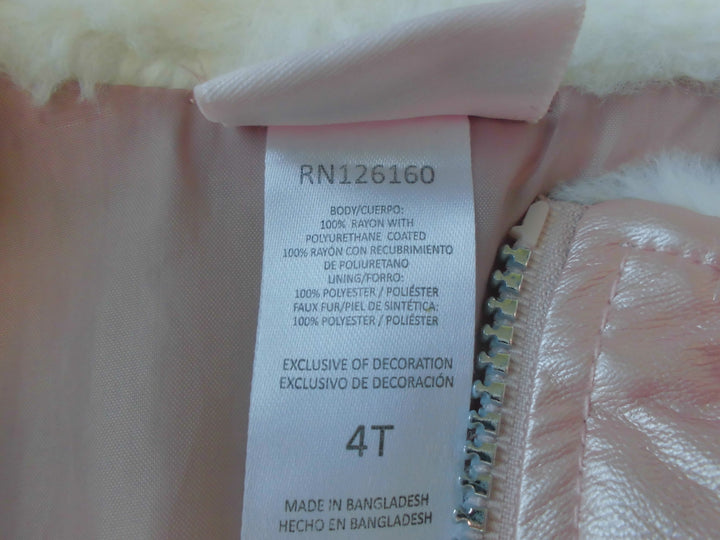 RN126160
BODY/CUERPO:
100% RAYON WITH
POLYURETHANE COATED
100% RAYÓN CON RECUBRIMIENTO
DE POLIURETANO
LINING/FORRO:
100% POLYESTER / POLIÉSTER
FAUX FUR/PIEL DE SINTÉTICA:
100% POLYESTER / POLIÉSTER
EXCLUSIVE OF DECORATION
EXCLUSIVO DE DECORACIÓN
4T
MADE IN BANGLADESH
HECHO EN BANGLADESH